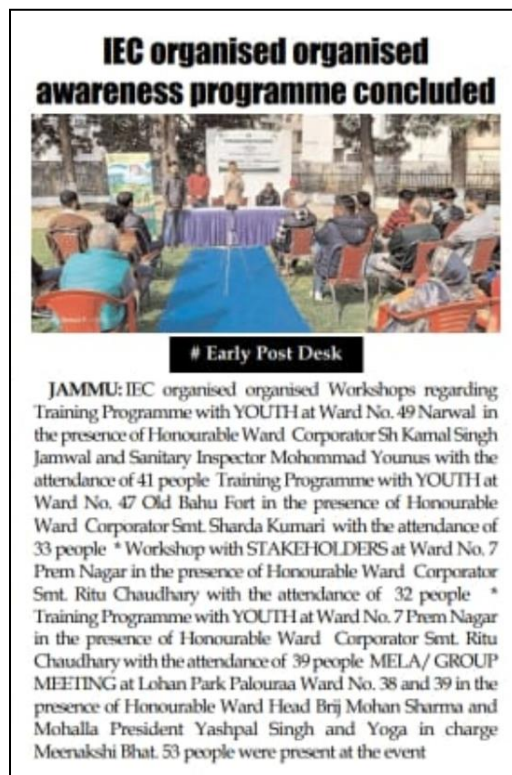 IEC organised organised
awareness programme concluded
# Early Post Desk
JAMMU: IEC organised organised Workshops regarding
Training Programme with YOUTH at Ward No. 49 Narwal in
the presence of Honourable Ward Corporator Sh Kamal Singh
Jamwal and Sanitary Inspector Mohommad Younus with the
attendance of 41 people Training Programme with YOUTH at
Ward No. 47 Old Bahu Fort in the presence of Honourable
Ward Corporator Smt. Sharda Kumari with the attendance of
33 people * Workshop with STAKEHOLDERS at Ward No. 7
Prem Nagar in the presence of Honourable Ward Corporator
Smt. Ritu Chaudhary with the attendance of 32 people *
Training Programme with YOUTH at Ward No. 7 Prem Nagar
in the presence of Honourable Ward Corporator Smt. Ritu
Chaudhary with the attendance of 39 people MELA/ GROUP
MEETING at Lohan Park Palouraa Ward No. 38 and 39 in the
presence of Honourable Ward Head Brij Mohan Sharma and
Mohalla President Yashpal Singh and Yoga in charge
Meenakshi Bhat. 53 people were present at the event